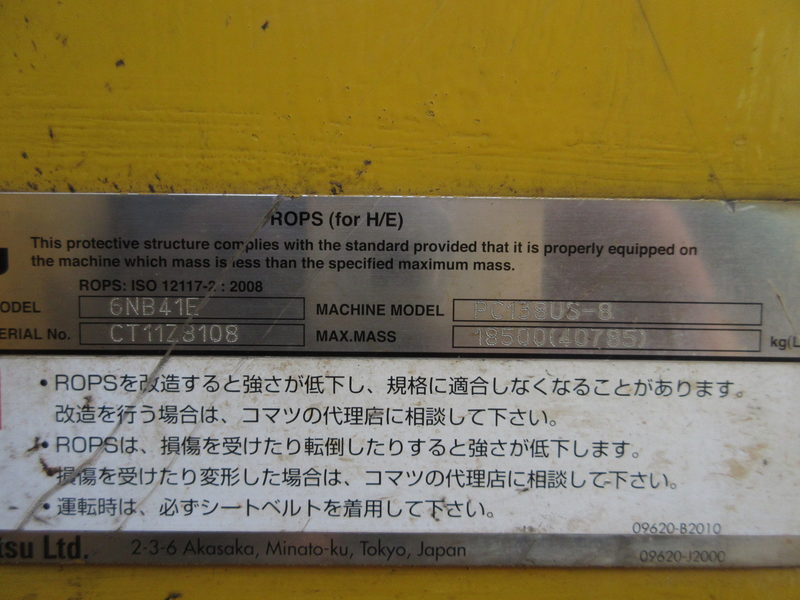 ROPS (for H/E)
This protective structure complies with the standard provided that it is properly equipped on
the machine which mass is less than the specified maximum mass.
ROPS: ISO 12117-2 : 2008
ODEL 6NB41E MACHINE MODEL PC138US-8
ERIAL No. CT11Z3108 MAX.MASS 18500(40785) kg(L
・ROPSを改造すると強さが低下し、規格に適合しなくなることがあります。
改造を行う場合は、コマツの代理店に相談して下さい。
・ROPSは、損傷を受けたり転倒したりすると強さが低下します。
損傷を受けたり変形した場合は、コマツの代理店に相談して下さい。
・運転時は、必ずシートベルトを着用して下さい。
09620-B2010
tsu Ltd. 2-3-6 Akasaka, Minato-ku, Tokyo, Japan
09620-J2000